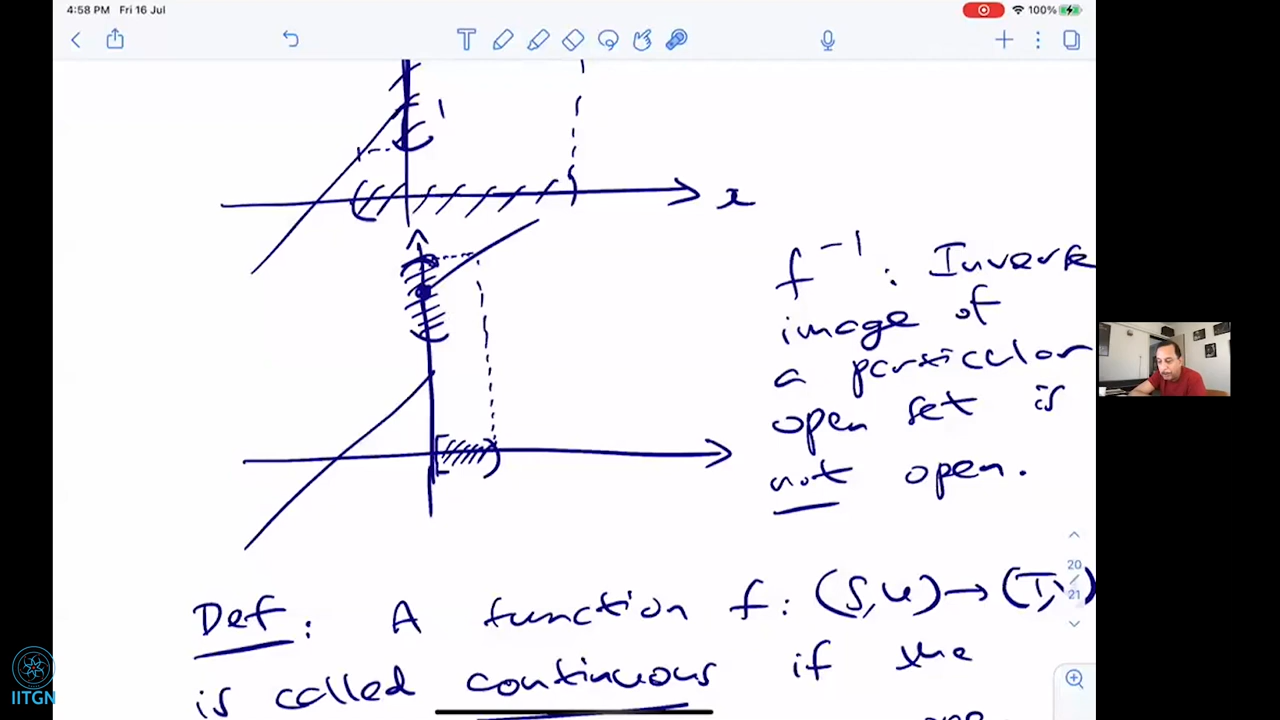 4:58 PM Fri 16 Jul
100%
1
x
f⁻¹ : Inverse
image of
a particular
open set is
not open.
20
/
21
Def : A function f : (S, U) → (T,
is called continuous if the
IITGN